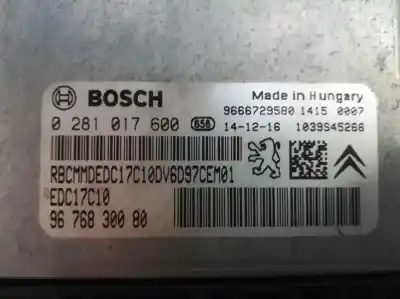 BOSCH
Made in Hungary
9666729580 1415 0007
0 281 017 600 658 14-12-16 1039S45266
RBCMMDEDC17C10DV6D97CEM01
EDC17C10
96 768 300 80